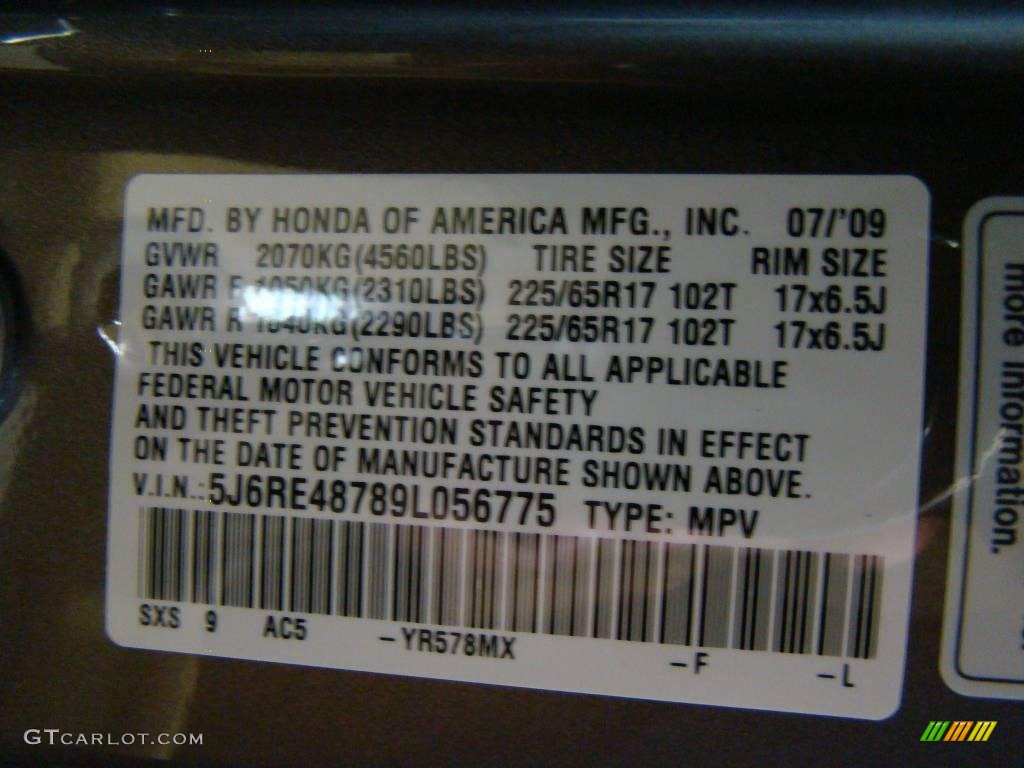 MFD. BY HONDA OF AMERICA MFG., INC. 07/'09
GVWR 2070KG(4560LBS) TIRE SIZE RIM SIZE
GAWR F 1050KG(2310LBS) 225/65R17 102T 17x6.5J
GAWR R 1040KG(2290LBS) 225/65R17 102T 17x6.5J
THIS VEHICLE CONFORMS TO ALL APPLICABLE
FEDERAL MOTOR VEHICLE SAFETY
AND THEFT PREVENTION STANDARDS IN EFFECT
ON THE DATE OF MANUFACTURE SHOWN ABOVE.
V.I.N.: 5J6RE48789L056775 TYPE: MPV
SXS 9 AC5 -YR578MX -F -L
more information.
GTCARLOT.COM